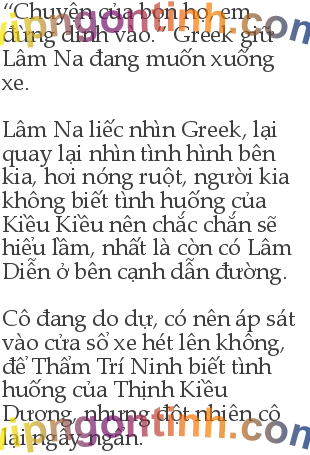 “Chuyện của bọn họ, em
đừng dính vào.” Greek giữ
Lâm Na đang muốn xuống
xe.
Lâm Na liếc nhìn Greek, lại
quay lại nhìn tình hình bên
kia, hơi nóng ruột, người kia
không biết tình huống của
Kiều Kiều nên chắc chắn sẽ
hiểu lầm, nhất là còn có Lâm
Diễn ở bên cạnh dẫn đường.
Cô đang do dự, có nên áp sát
vào cửa sổ xe hét lên không,
để Thẩm Trí Ninh biết tình
huống của Thịnh Kiều
Dương, nhưng đột nhiên cô
lại ngây ngẩn.
vipngontinh.com
vipngontinh.com